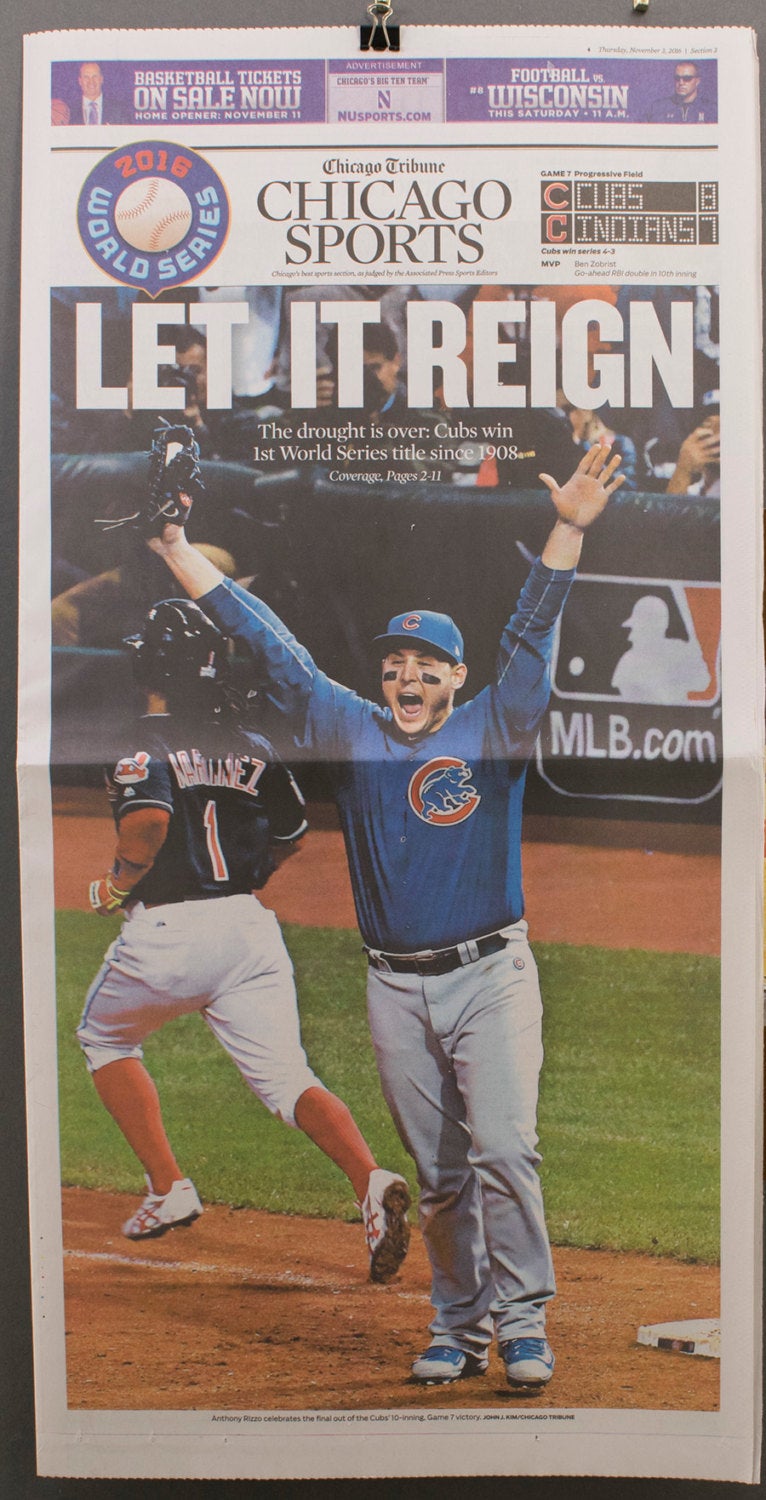 Thursday, November 3, 2016 | Section 3
BASKETBALL TICKETS
ON SALE NOW
HOME OPENER: NOVEMBER 11
ADVERTISEMENT
CHICAGO'S BIG TEN TEAM
N
NUSPORTS.COM
FOOTBALL VS.
#8 WISCONSIN
THIS SATURDAY • 11 A.M.
2016
WORLD SERIES
Chicago Tribune
CHICAGO
SPORTS
Chicago's best sports section, as judged by the Associated Press Sports Editors
GAME 7 Progressive Field
C CUBS 8
C INDIANS 7
Cubs win series 4-3
MVP Ben Zobrist
Go-ahead RBI double in 10th inning
LET IT REIGN
The drought is over: Cubs win
1st World Series title since 1908
Coverage, Pages 2-11
C
MLB.com
MARTINEZ
1
C
Anthony Rizzo celebrates the final out of the Cubs' 10-inning, Game 7 victory. JOHN J. KIM/CHICAGO TRIBUNE